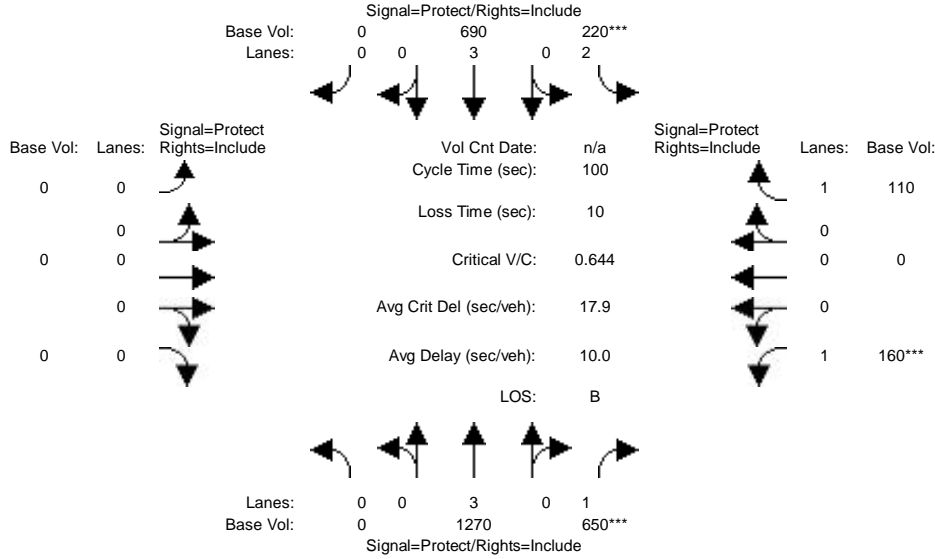 Signal=Protect/Rights=Include
Base Vol: 0 690 220***
Lanes: 0 0 3 0 2
Signal=Protect Signal=Protect
Base Vol: Lanes: Rights=Include Vol Cnt Date: n/a Rights=Include Lanes: Base Vol:
Cycle Time (sec): 100
0 0 1 110
Loss Time (sec): 10
0 0
0 0 Critical V/C: 0.644 0 0
0 Avg Crit Del (sec/veh): 17.9 0
0 0 Avg Delay (sec/veh): 10.0 1 160***
LOS: B
Lanes: 0 0 3 0 1
Base Vol: 0 1270 650***
Signal=Protect/Rights=Include